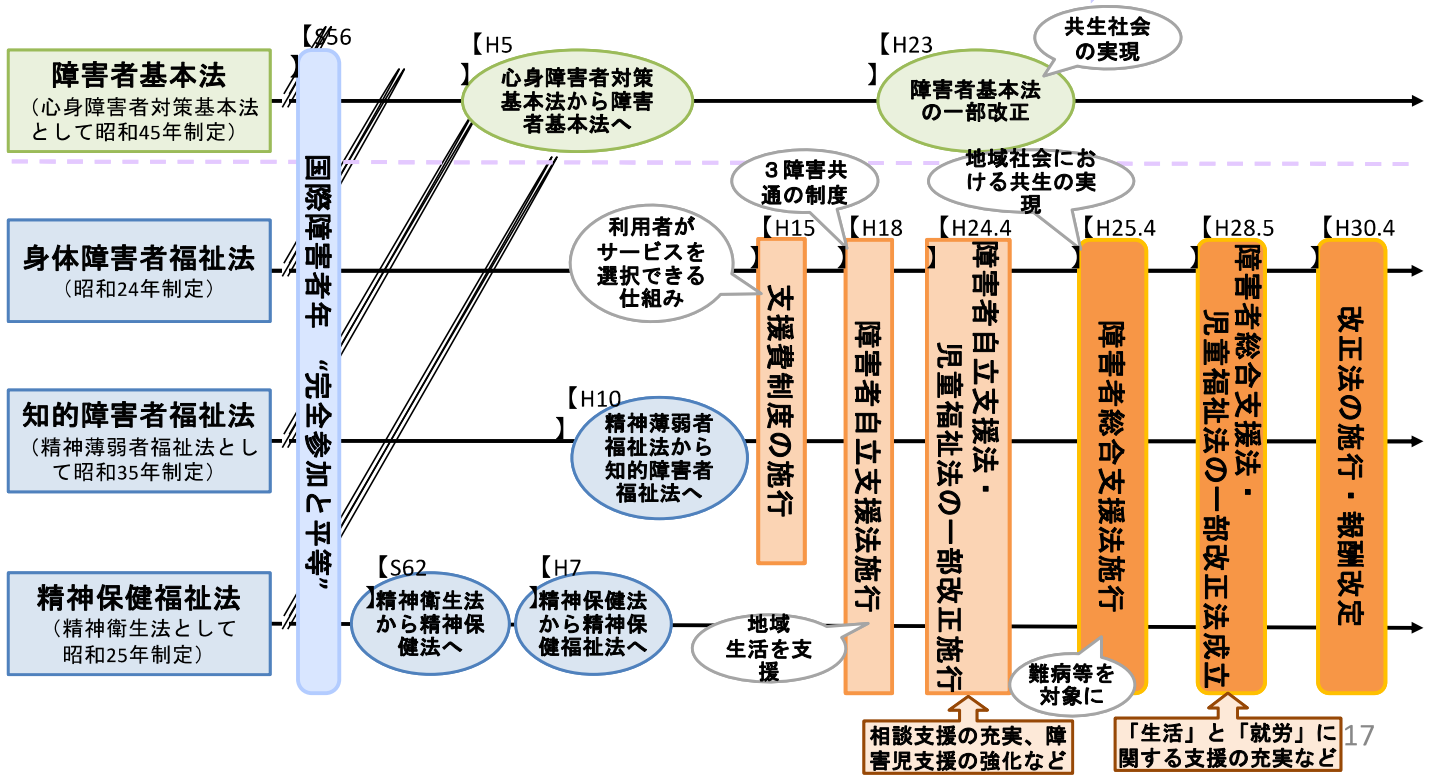 【S56】
【H5】
【H23】
共生社会
の実現
障害者基本法
（心身障害者対策基本法
として昭和45年制定）
心身障害者対策
基本法から障害
者基本法へ
障害者基本法
の一部改正
国際障害者年　“完全参加と平等”
３障害共
通の制度
地域社会にお
ける共生の実
現
利用者が
サービスを
選択できる
仕組み
【H15】
【H18】
【H24.4】
【H25.4】
【H28.5】
【H30.4】
身体障害者福祉法
（昭和24年制定）
支援費制度の施行
障害者自立支援法施行
障害者自立支援法・
児童福祉法の一部改正施行
障害者総合支援法施行
障害者総合支援法・
児童福祉法の一部改正法成立
改正法の施行・報酬改定
知的障害者福祉法
（精神薄弱者福祉法とし
て昭和35年制定）
【H10】
精神薄弱者
福祉法から
知的障害者
福祉法へ
精神保健福祉法
（精神衛生法として
昭和25年制定）
【S62】
精神衛生法
から精神保
健法へ
【H7】
精神保健法
から精神保
健福祉法へ
地域
生活を支
援
難病等を
対象に
相談支援の充実、障
害児支援の強化など
「生活」と「就労」に
関する支援の充実など
17